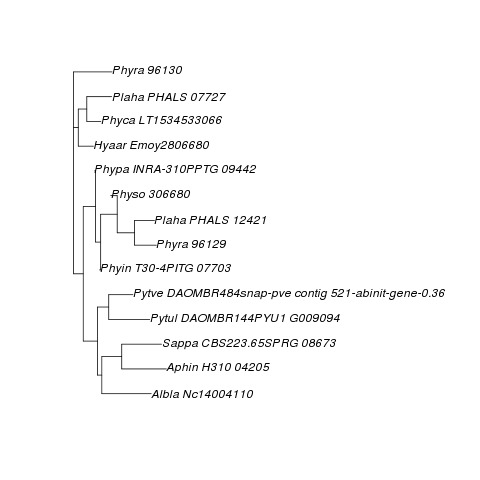 Phyra 96130
Plaha PHALS 07727
Phyca LT1534533066
Hyaar Emoy2806680
Phypa INRA-310PPTG 09442
Physo 306680
Plaha PHALS 12421
Phyra 96129
Phyin T30-4PITG 07703
Pytve DAOMBR484snap-pve contig 521-abinit-gene-0.36
Pytul DAOMBR144PYU1 G009094
Sappa CBS223.65SPRG 08673
Aphin H310 04205
Albla Nc14004110